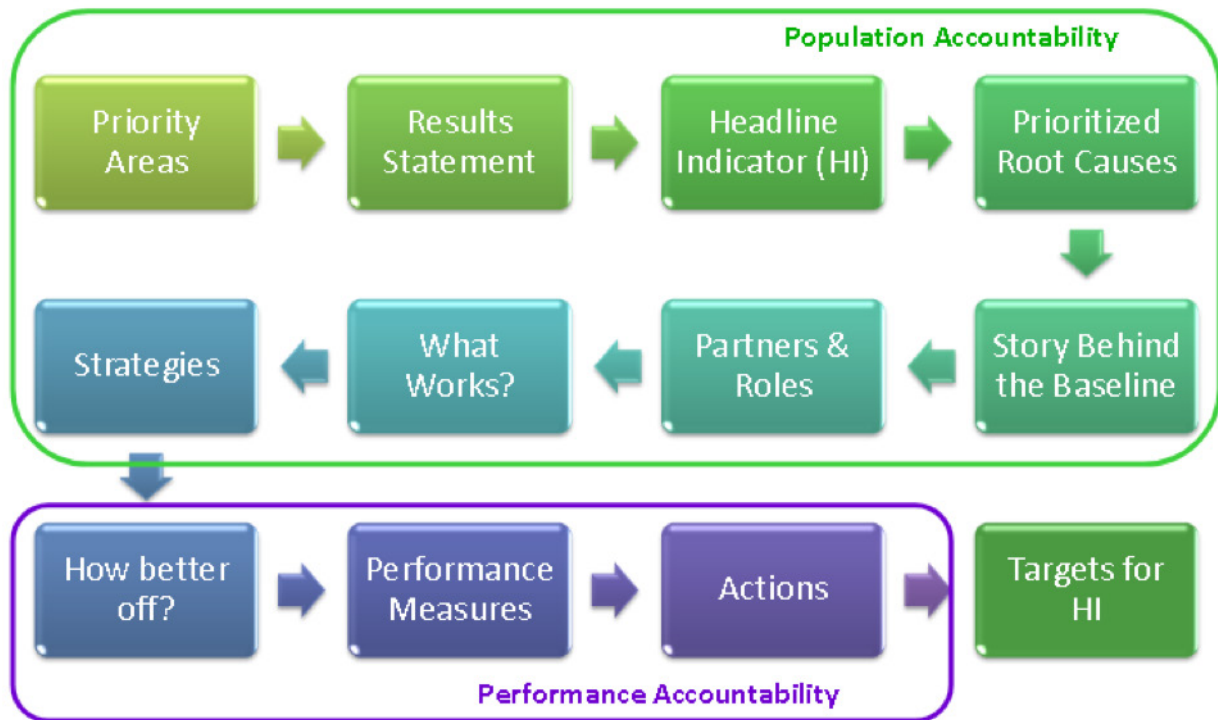 Population Accountability
Priority
Areas
Results
Statement
Headline
Indicator (HI)
Prioritized
Root Causes
Strategies
What
Works?
Partners &
Roles
Story Behind
the Baseline
How better
off?
Performance
Measures
Actions
Targets for
HI
Performance Accountability